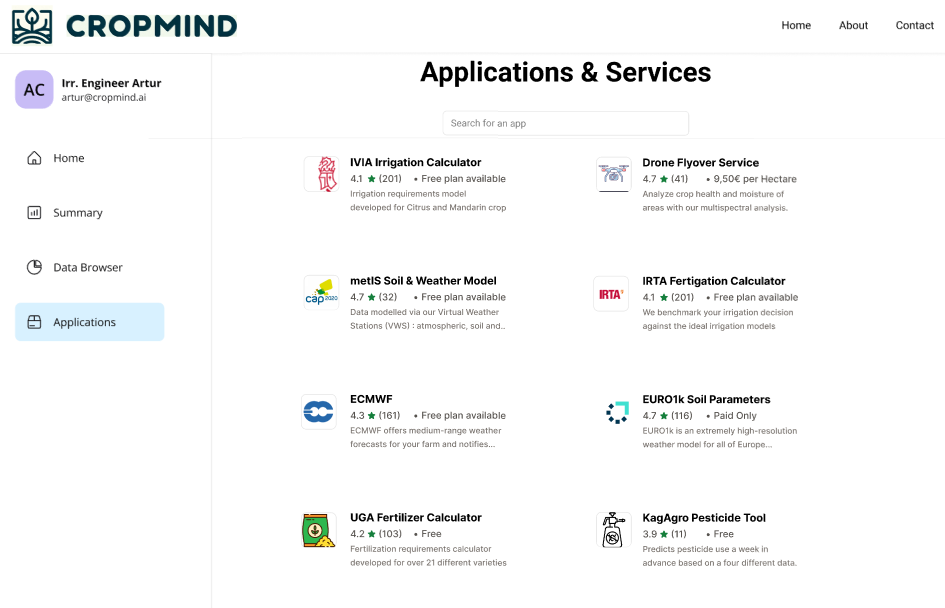 CROPMIND
Home About Contact
AC
Irr. Engineer Artur
artur@cropmind.ai
Home
Summary
Data Browser
Applications
Applications & Services
Search for an app
IVIA Irrigation Calculator
4.1 ★ (201) • Free plan available
Irrigation requirements model
developed for Citrus and Mandarin crop
Drone Flyover Service
4.7 ★ (41) • 9,50€ per Hectare
Analyze crop health and moisture of
areas with our multispectral analysis.
cap2020
metIS Soil & Weather Model
4.7 ★ (32) • Free plan available
Data modelled via our Virtual Weather
Stations (VWS) : atmospheric, soil and..
IRTA
IRTA Fertigation Calculator
4.1 ★ (201) • Free plan available
We benchmark your irrigation decision
against the ideal irrigation models
ECMWF
4.3 ★ (161) • Free plan available
ECMWF offers medium-range weather
forecasts for your farm and notifies...
EURO1k Soil Parameters
4.7 ★ (116) • Paid Only
EURO1k is an extremely high-resolution
weather model for all of Europe...
UGA Fertilizer Calculator
4.2 ★ (103) • Free
Fertilization requirements calculator
developed for over 21 different varieties
KagAgro Pesticide Tool
3.9 ★ (11) • Free
Predicts pesticide use a week in
advance based on a four different data.